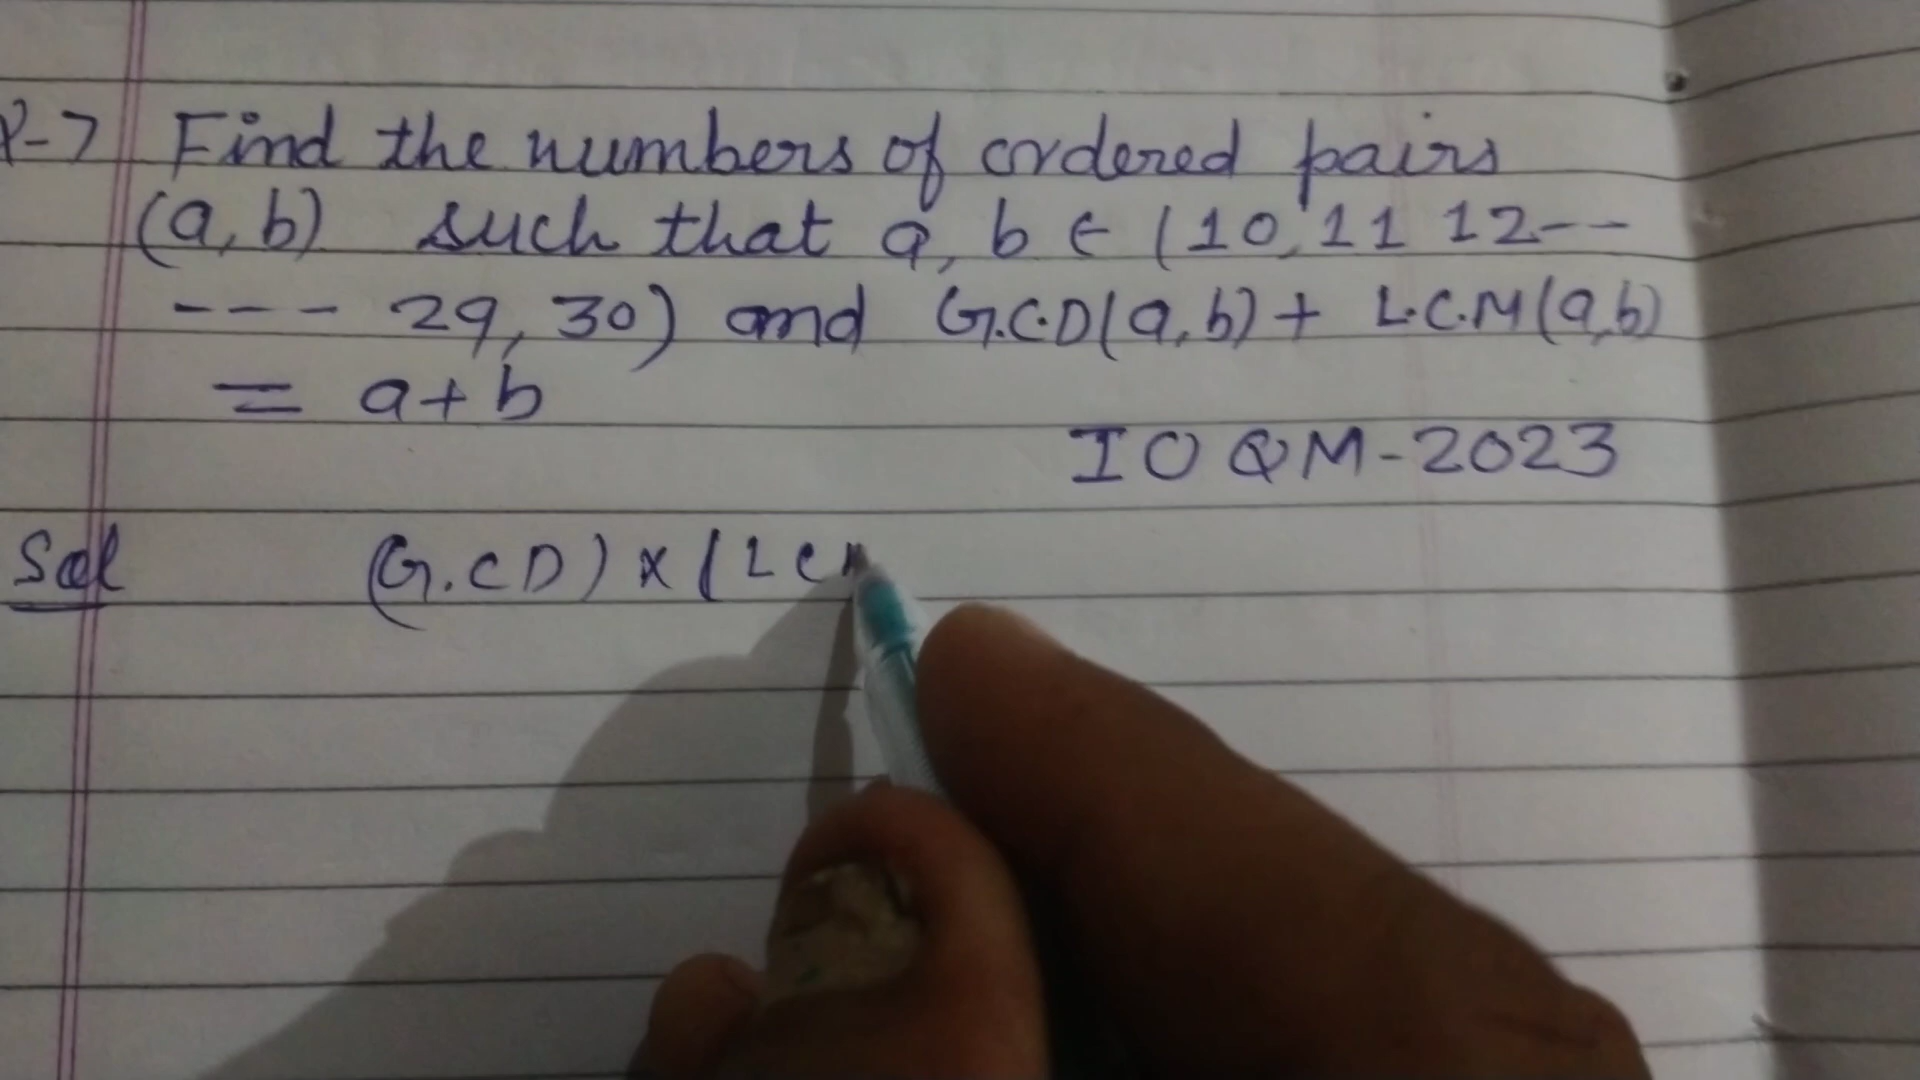 Q-7 Find the numbers of ordered pairs
(a, b) such that a, b ∈ (10, 11 12--
--- 29, 30) and G.C.D(a, b) + L.C.M(a,b)
= a+b
IOQM-2023
Sol (G.CD) x (LCM